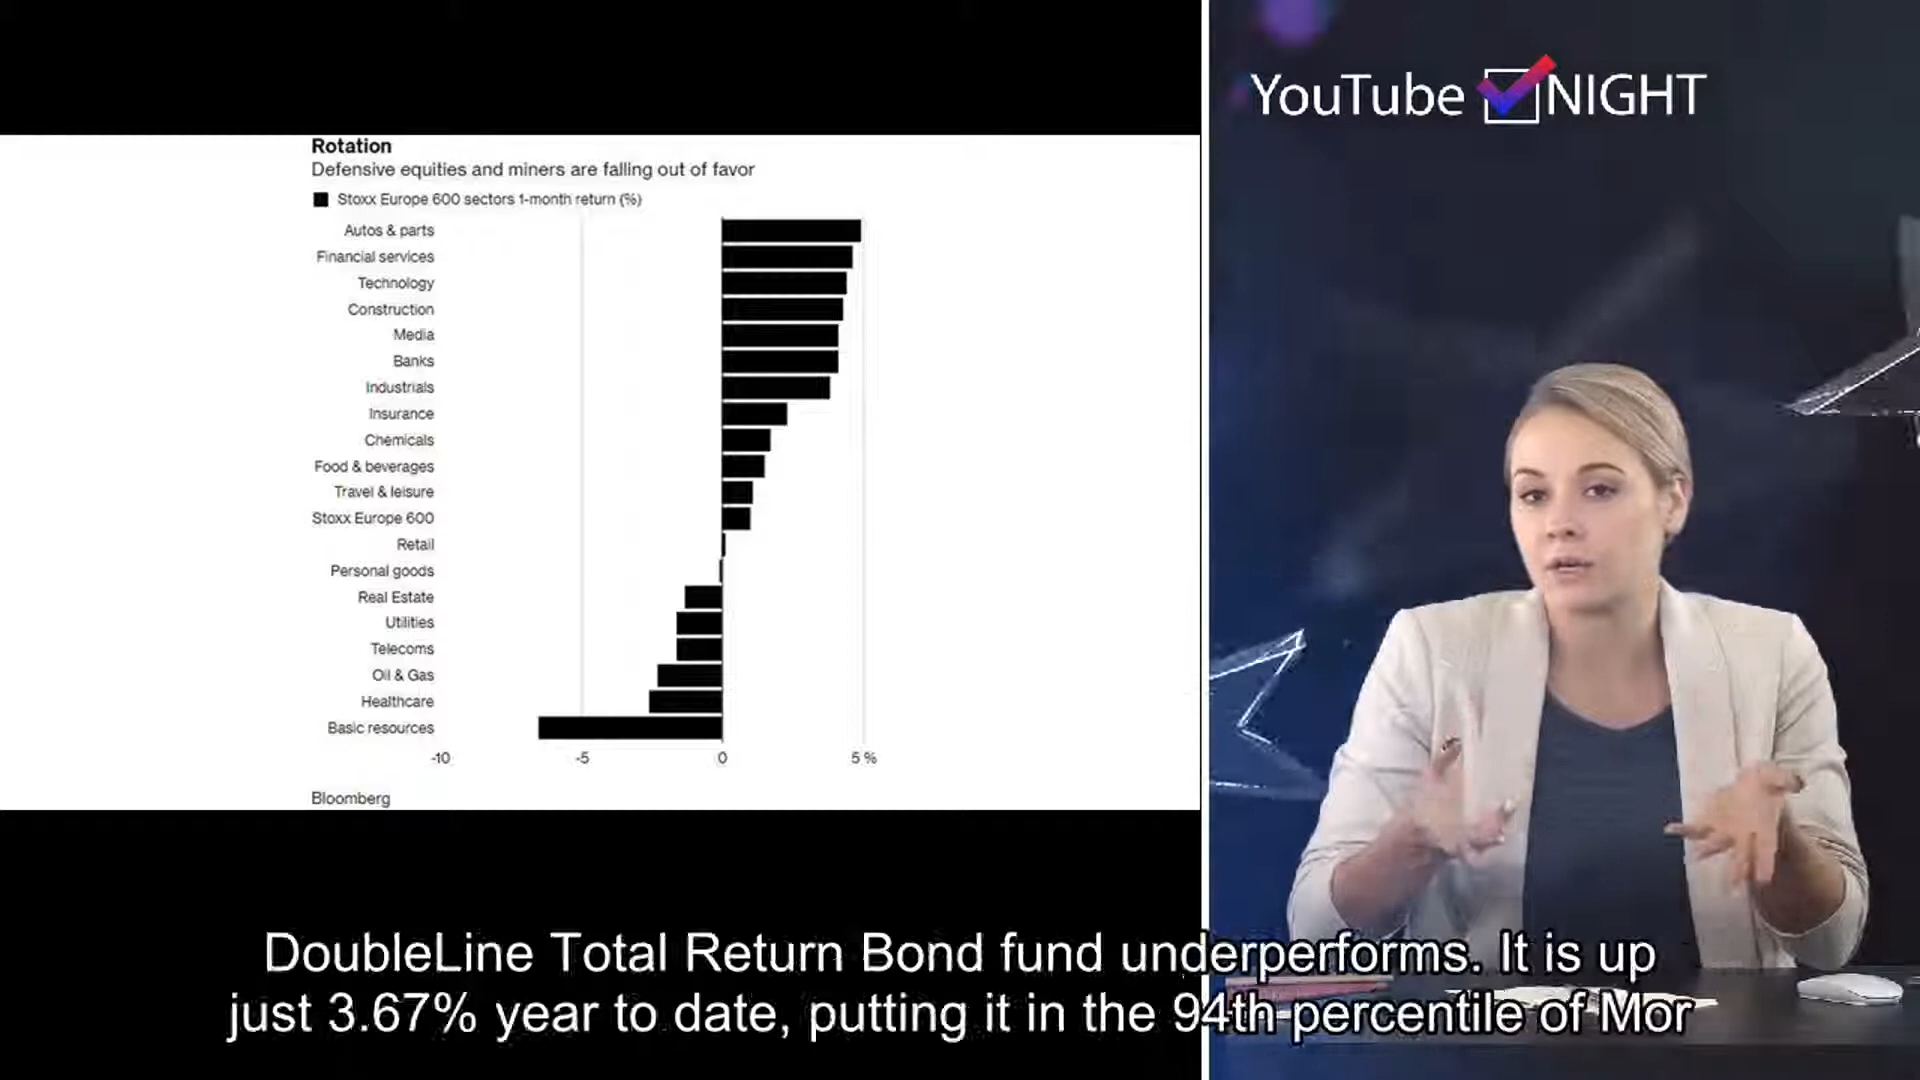 Rotation
Defensive equities and miners are falling out of favor
Stoxx Europe 600 sectors 1-month return (%)
Autos & parts
Financial services
Technology
Construction
Media
Banks
Industrials
Insurance
Chemicals
Food & beverages
Travel & leisure
Stoxx Europe 600
Retail
Personal goods
Real Estate
Utilities
Telecoms
Oil & Gas
Healthcare
Basic resources
-10 -5 0 5 %
Bloomberg
YouTube NIGHT
DoubleLine Total Return Bond fund underperforms. It is up
just 3.67% year to date, putting it in the 94th percentile of Mor